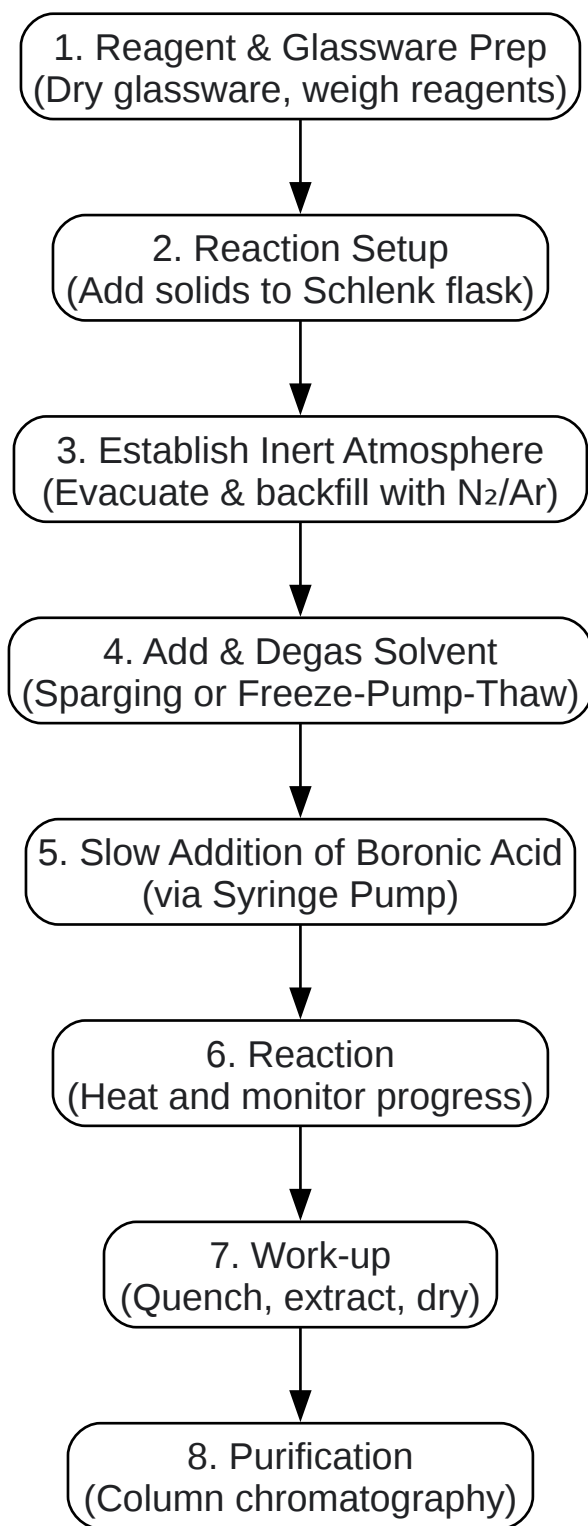 1. Reagent & Glassware Prep
(Dry glassware, weigh reagents)
2. Reaction Setup
(Add solids to Schlenk flask)
3. Establish Inert Atmosphere
(Evacuate & backfill with N₂/Ar)
4. Add & Degas Solvent
(Sparging or Freeze-Pump-Thaw)
5. Slow Addition of Boronic Acid
(via Syringe Pump)
6. Reaction
(Heat and monitor progress)
7. Work-up
(Quench, extract, dry)
8. Purification
(Column chromatography)